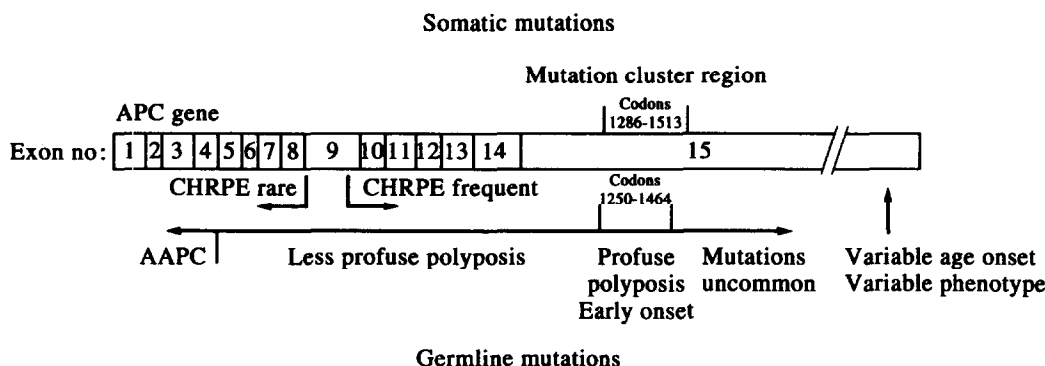 Somatic mutations
Mutation cluster region
Codons
1286-1513
APC gene
Exon no: 1 2 3 4 5 6 7 8 9 10 11 12 13 14 15
CHRPE rare CHRPE frequent
Codons
1250-1464
AAPC Less profuse polyposis Profuse Mutations Variable age onset
polyposis uncommon Variable phenotype
Early onset
Germline mutations